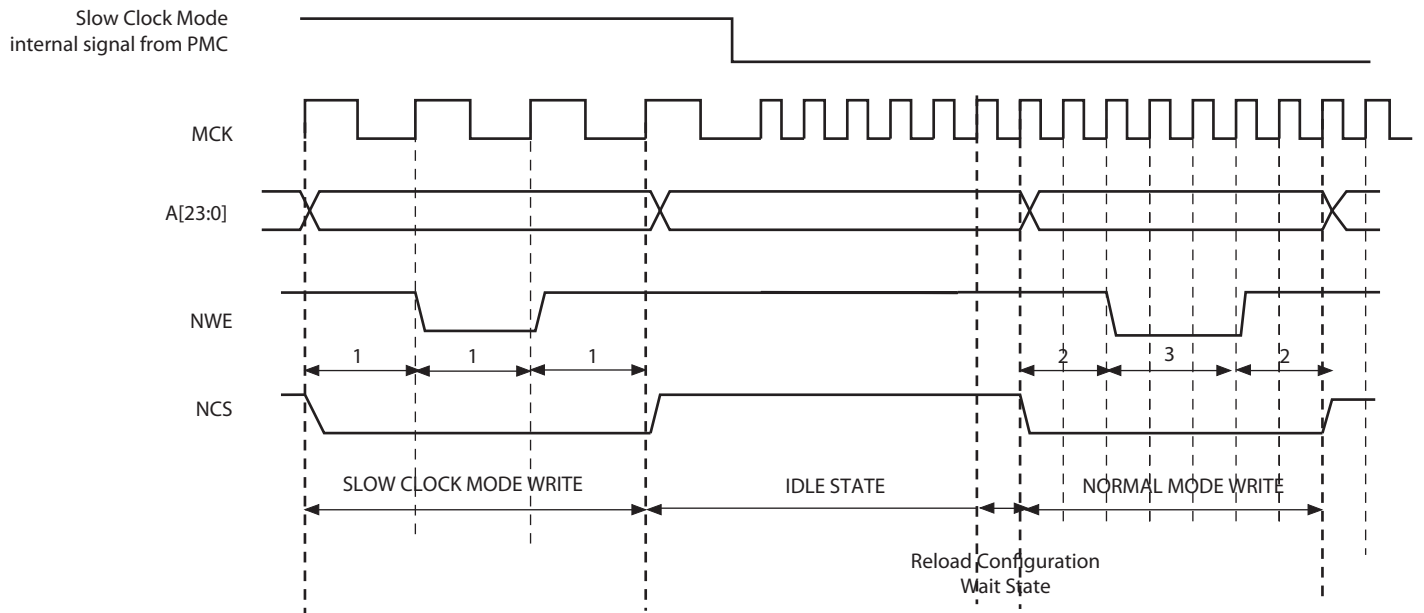 Slow Clock Mode
internal signal from PMC
MCK
A[23:0]
NWE
1 1 1 2 3 2
NCS
SLOW CLOCK MODE WRITE IDLE STATE NORMAL MODE WRITE
Reload Configuration
Wait State